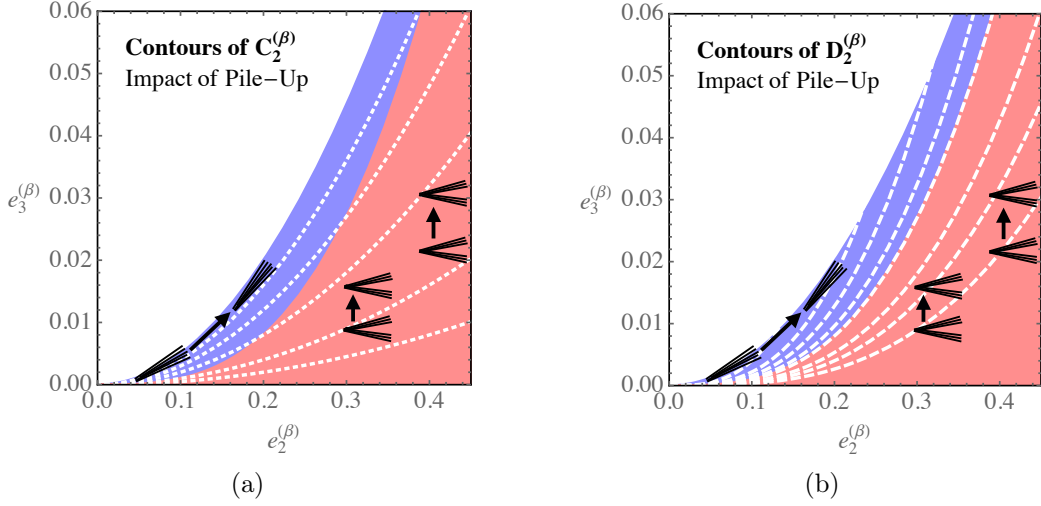 0.06
0.05
0.04
0.03
0.02
0.01
0.00
0.0
0.1
0.2
0.3
0.4
e₃⁽ᵝ⁾
e₂⁽ᵝ⁾
Contours of C₂⁽ᵝ⁾
Impact of Pile−Up
(a)
0.06
0.05
0.04
0.03
0.02
0.01
0.00
0.0
0.1
0.2
0.3
0.4
e₃⁽ᵝ⁾
e₂⁽ᵝ⁾
Contours of D₂⁽ᵝ⁾
Impact of Pile−Up
(b)